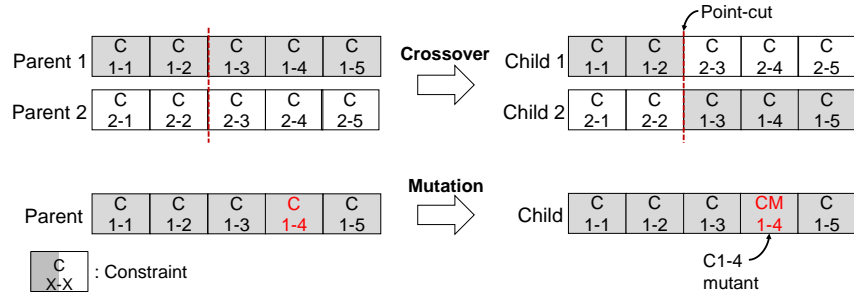 Point-cut
Parent 1 C 1-1 C 1-2 C 1-3 C 1-4 C 1-5
Crossover
Child 1 C 1-1 C 1-2 C 2-3 C 2-4 C 2-5
Parent 2 C 2-1 C 2-2 C 2-3 C 2-4 C 2-5
Child 2 C 2-1 C 2-2 C 1-3 C 1-4 C 1-5
Mutation
Parent C 1-1 C 1-2 C 1-3 C 1-4 C 1-5
Child C 1-1 C 1-2 C 1-3 CM 1-4 C 1-5
C X-X : Constraint
C1-4
mutant